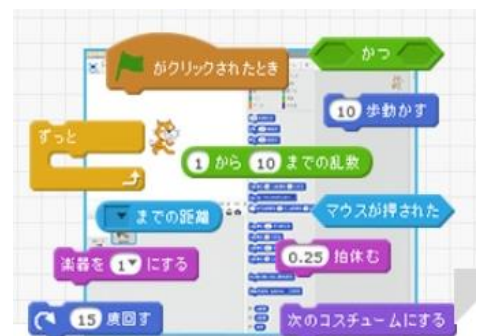 がクリックされたとき
かつ
10 歩動かす
ずっと
1 から 10 までの乱数
までの距離
マウスが押された
楽器を 1 にする
0.25 拍休む
15 度回す
次のコスチュームにする